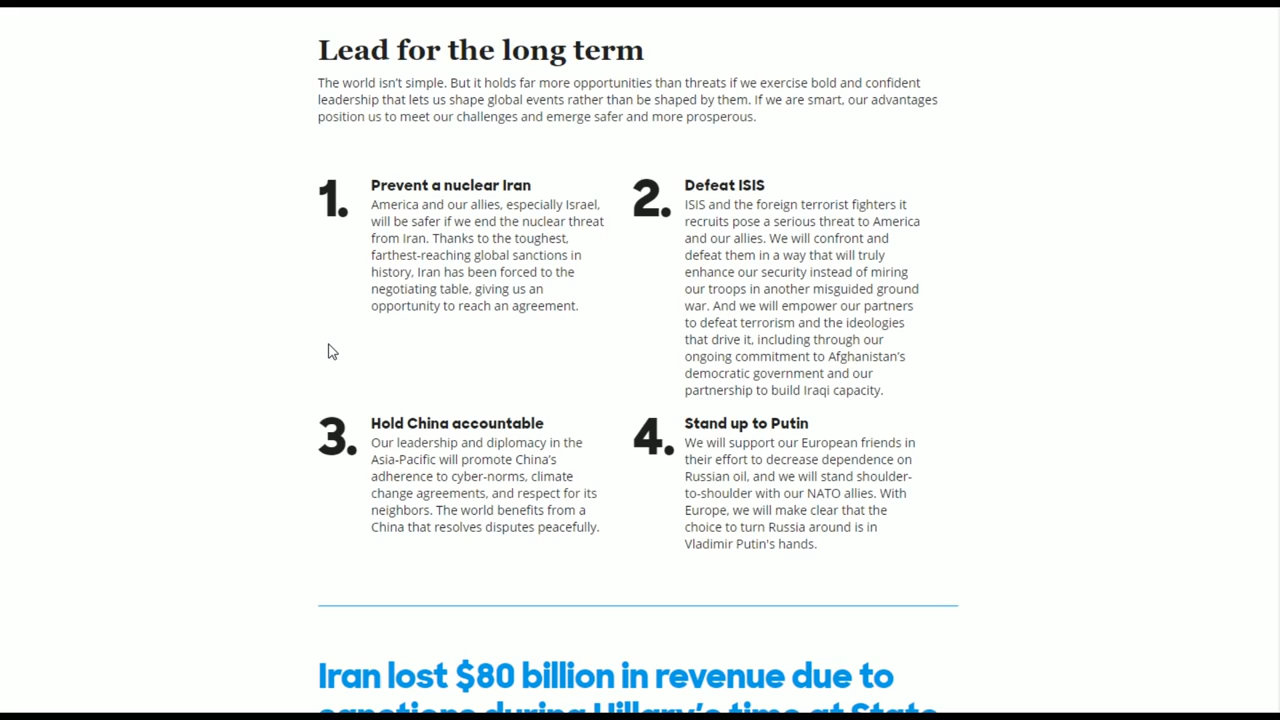 Lead for the long term
The world isn’t simple. But it holds far more opportunities than threats if we exercise bold and confident
leadership that lets us shape global events rather than be shaped by them. If we are smart, our advantages
position us to meet our challenges and emerge safer and more prosperous.
1.
Prevent a nuclear Iran
America and our allies, especially Israel,
will be safer if we end the nuclear threat
from Iran. Thanks to the toughest,
farthest-reaching global sanctions in
history, Iran has been forced to the
negotiating table, giving us an
opportunity to reach an agreement.
2.
Defeat ISIS
ISIS and the foreign terrorist fighters it
recruits pose a serious threat to America
and our allies. We will confront and
defeat them in a way that will truly
enhance our security instead of miring
our troops in another misguided ground
war. And we will empower our partners
to defeat terrorism and the ideologies
that drive it, including through our
ongoing commitment to Afghanistan’s
democratic government and our
partnership to build Iraqi capacity.
3.
Hold China accountable
Our leadership and diplomacy in the
Asia-Pacific will promote China’s
adherence to cyber-norms, climate
change agreements, and respect for its
neighbors. The world benefits from a
China that resolves disputes peacefully.
4.
Stand up to Putin
We will support our European friends in
their effort to decrease dependence on
Russian oil, and we will stand shoulder-
to-shoulder with our NATO allies. With
Europe, we will make clear that the
choice to turn Russia around is in
Vladimir Putin's hands.
Iran lost $80 billion in revenue due to
sanctions during Hillary’s time at State